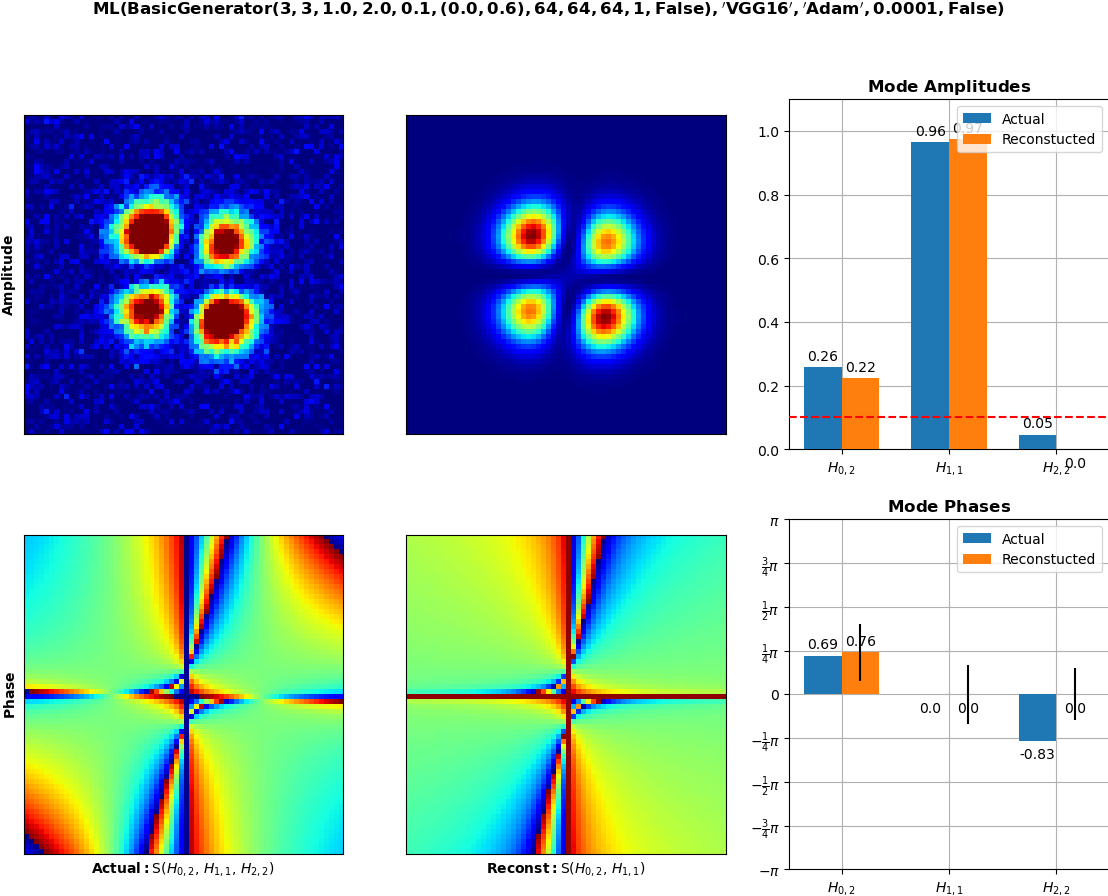 ML(BasicGenerator(3, 3, 1.0, 2.0, 0.1, (0.0, 0.6), 64, 64, 64, 1, False), ′VGG16′, ′Adam′, 0.0001, False)
Amplitude
Mode Amplitudes
Actual
Reconstucted
1.0
0.8
0.6
0.4
0.2
0.0
0.26
0.22
0.96
0.97
0.05
0.0
H0, 2
H1, 1
H2, 2
Phase
Actual: S(H0, 2, H1, 1, H2, 2)
Reconst: S(H0, 2, H1, 1)
Mode Phases
Actual
Reconstucted
π
3/4π
1/2π
1/4π
0
−1/4π
−1/2π
−3/4π
−π
0.69
0.76
0.0
0.0
-0.83
0.0
H0, 2
H1, 1
H2, 2